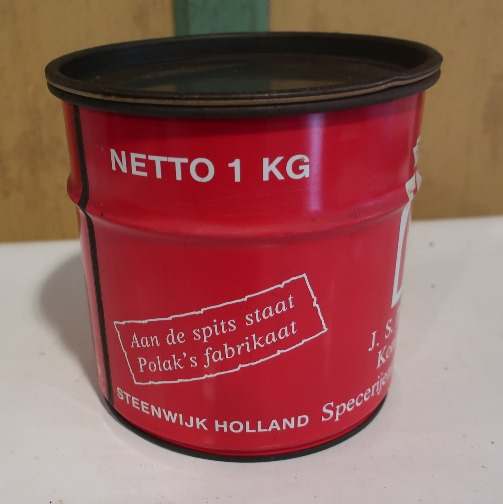 NETTO 1 KG
Aan de spits staat
Polak's fabrikaat
J. S.
STEENWIJK HOLLAND